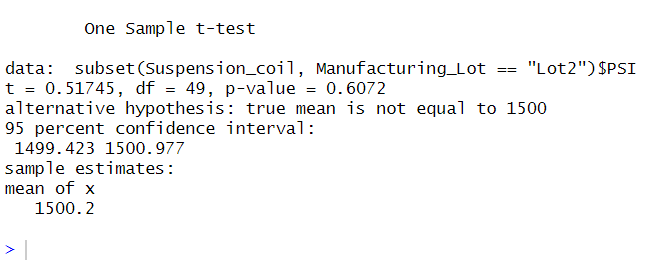 One Sample t-test
data:  subset(Suspension_coil, Manufacturing_Lot == "Lot2")$PSI
t = 0.51745, df = 49, p-value = 0.6072
alternative hypothesis: true mean is not equal to 1500
95 percent confidence interval:
 1499.423 1500.977
sample estimates:
mean of x
   1500.2
>